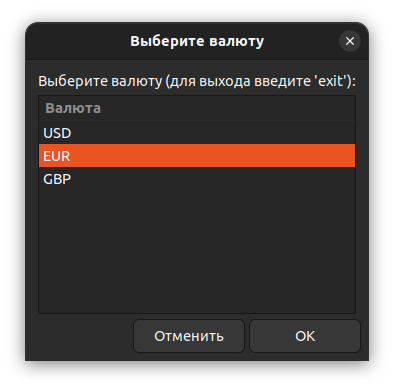 Выберите валюту
Выберите валюту (для выхода введите 'exit'):
Валюта
USD
EUR
GBP
Отменить
OK